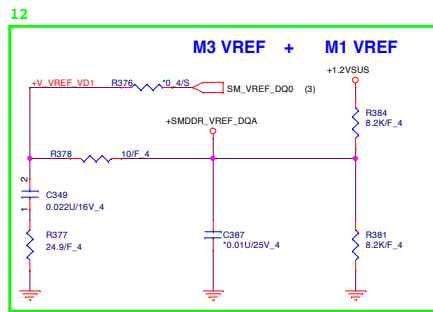 12
M3 VREF + M1 VREF
+1.2VSUS
+V_VREF_VD1 R376 *0_4/S
SM_VREF_DQ0 (3)
R384
8.2K/F_4
+SMDDR_VREF_DQA
R378 10/F_4
2
C349
0.022U/16V_4
1
R377
24.9/F_4
C387
*0.01U/25V_4
R381
8.2K/F_4